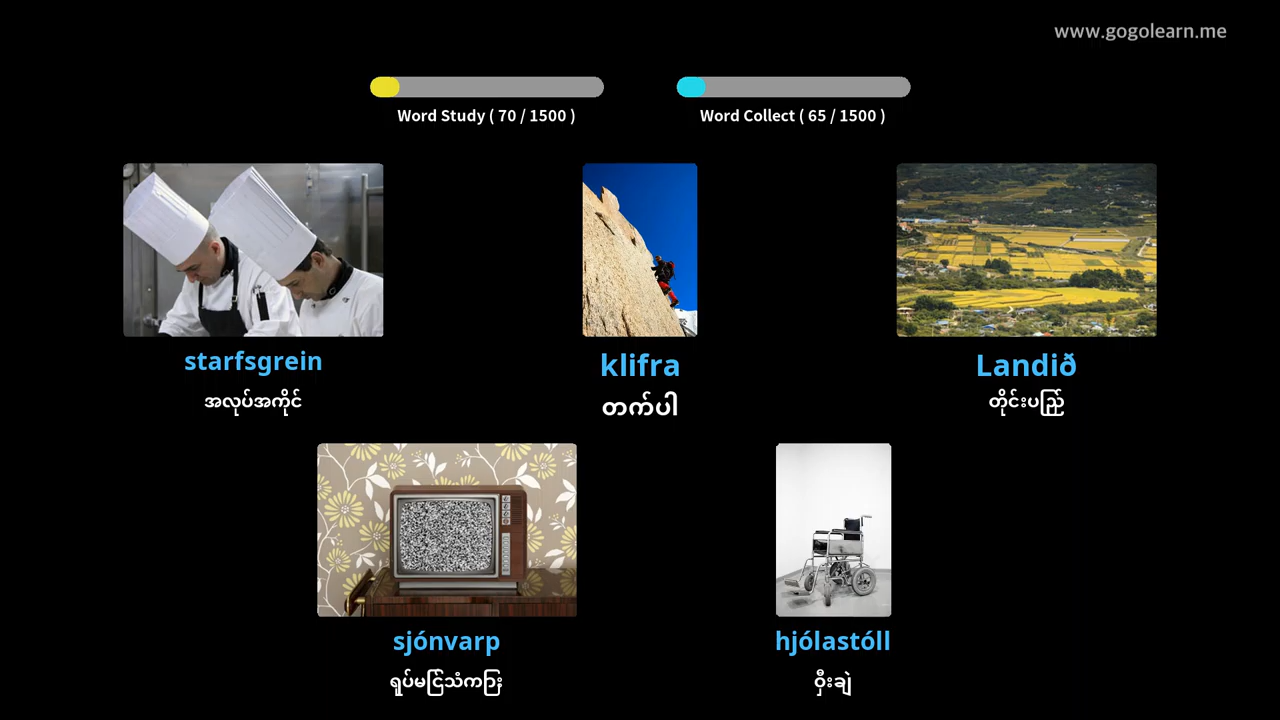 www.gogolearn.me
Word Study ( 70 / 1500 )
Word Collect ( 65 / 1500 )
starfsgrein
klifra
Landið
အလုပ်အကိုင်
တက်ပါ
တိုင်းပည်ြ
sjónvarp
hjólastóll
ရုပ်မငြ်သံကြား
ဝှီးချဲ